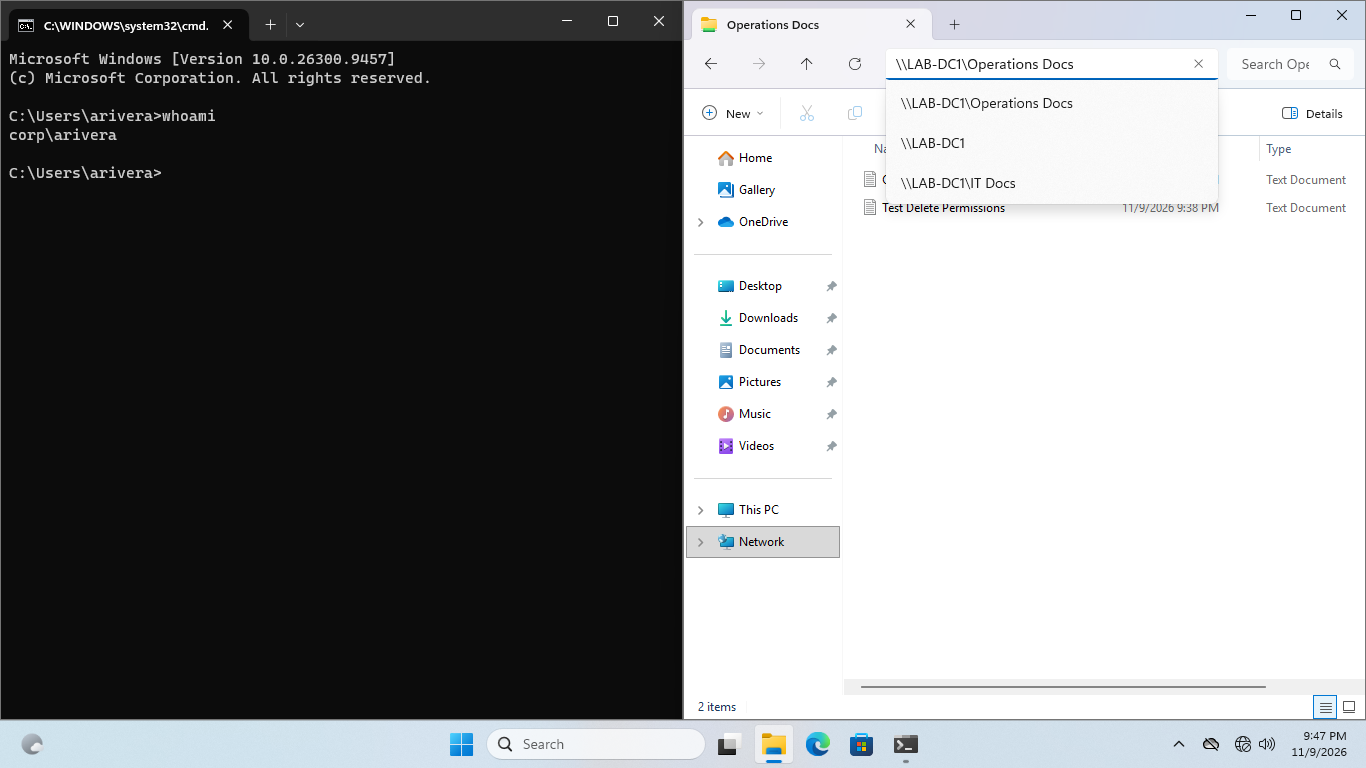 C:\WINDOWS\system32\cmd.
Microsoft Windows [Version 10.0.26300.9457]
(c) Microsoft Corporation. All rights reserved.
C:\Users\arivera>whoami
corp\arivera
C:\Users\arivera>
Operations Docs
\\LAB-DC1\Operations Docs
Search Ope
\\LAB-DC1\Operations Docs
\\LAB-DC1
\\LAB-DC1\IT Docs
New
Details
Type
Text Document
Test Delete Permissions 11/9/2026 9:38 PM Text Document
Home
Gallery
OneDrive
Desktop
Downloads
Documents
Pictures
Music
Videos
This PC
Network
2 items
Search
9:47 PM
11/9/2026